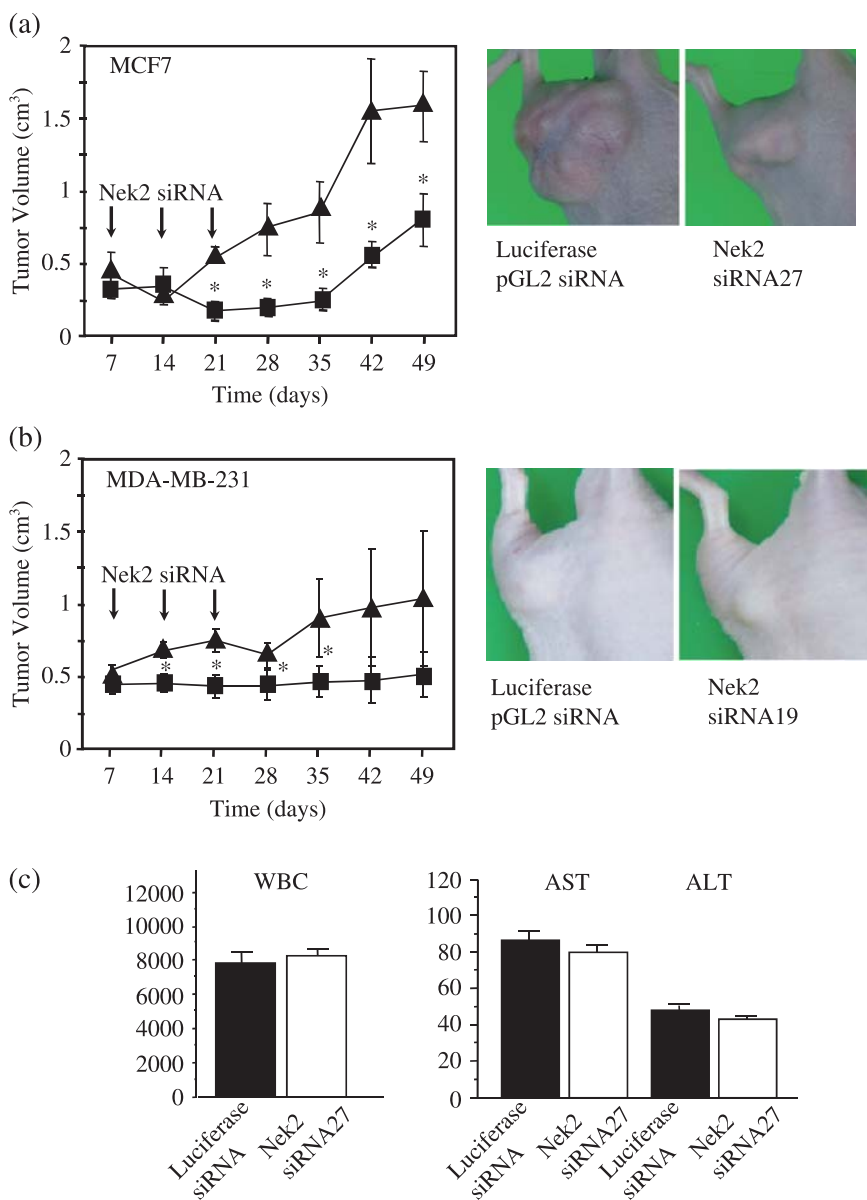 (a)
2
MCF7
1.5
1
0.5
0
Tumor Volume (cm³)
Nek2 siRNA
* * * * *
7 14 21 28 35 42 49
Time (days)
Luciferase
pGL2 siRNA
Nek2
siRNA27
(b)
2
MDA-MB-231
1.5
1
0.5
0
Tumor Volume (cm³)
Nek2 siRNA
* * * *
7 14 21 28 35 42 49
Time (days)
Luciferase
pGL2 siRNA
Nek2
siRNA19
(c)
WBC
12000
10000
8000
6000
4000
2000
0
Luciferase
siRNA
Nek2
siRNA27
AST ALT
120
100
80
60
40
20
0
Luciferase
siRNA
Nek2
siRNA27
Luciferase
siRNA
Nek2
siRNA27